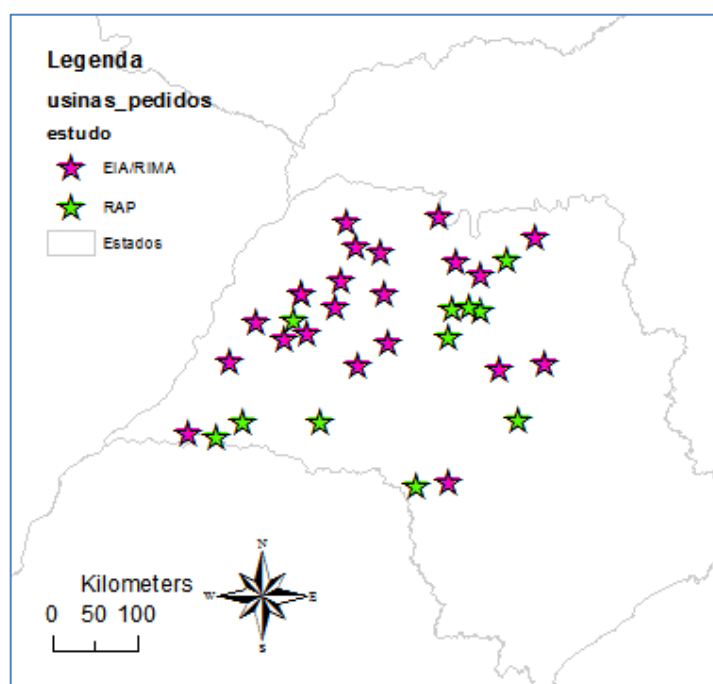 Legenda
usinas_pedidos
estudo
EIA/RIMA
RAP
Estados
N
W E
S
Kilometers
0 50 100